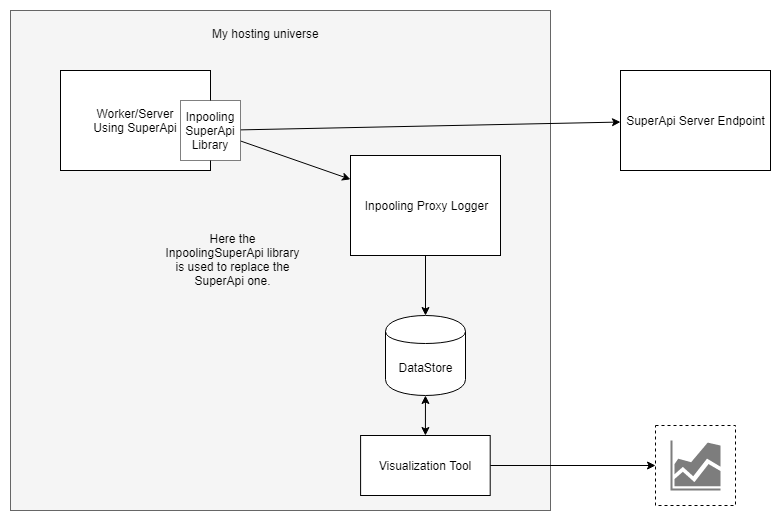 My hosting universe
Worker/Server
Using SuperApi
Inpooling
SuperApi
Library
SuperApi Server Endpoint
Inpooling Proxy Logger
Here the
InpoolingSuperApi library
is used to replace the
SuperApi one.
DataStore
Visualization Tool